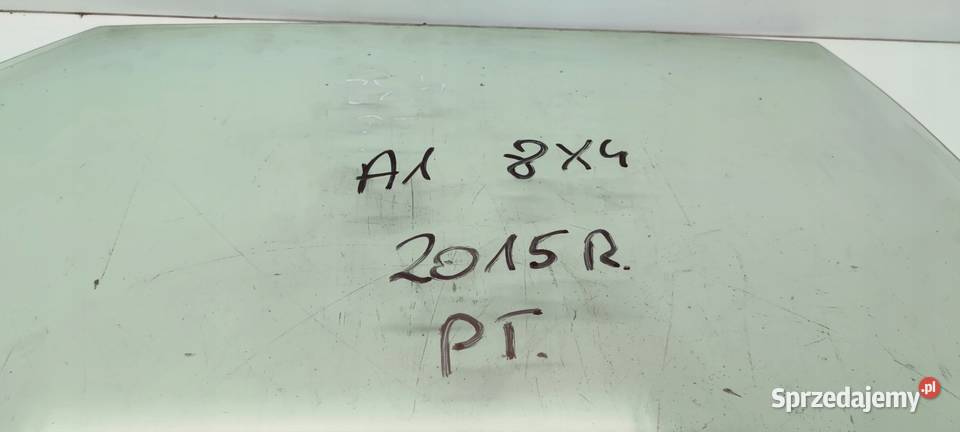 A1 8X4
2015R.
PT.
Sprzedajemy.pl